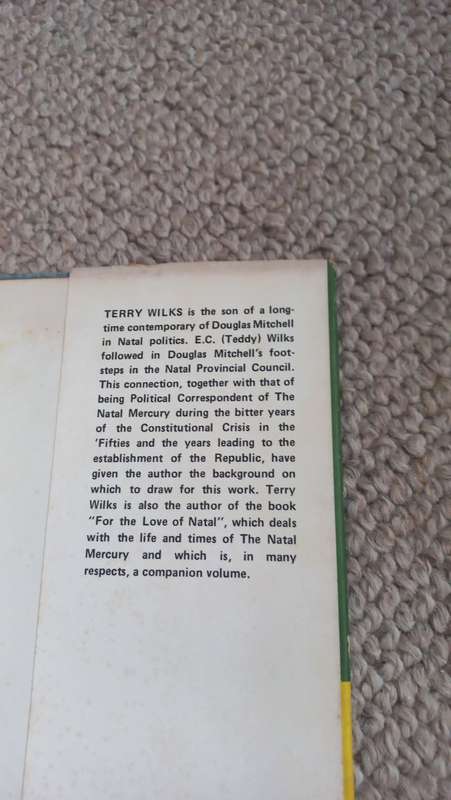 TERRY WILKS is the son of a long-
time contemporary of Douglas Mitchell
in Natal politics. E.C. (Teddy) Wilks
followed in Douglas Mitchell's foot-
steps in the Natal Provincial Council.
This connection, together with that of
being Political Correspondent of The
Natal Mercury during the bitter years
of the Constitutional Crisis in the
'Fifties and the years leading to the
establishment of the Republic, have
given the author the background on
which to draw for this work. Terry
Wilks is also the author of the book
"For the Love of Natal", which deals
with the life and times of The Natal
Mercury and which is, in many
respects, a companion volume.